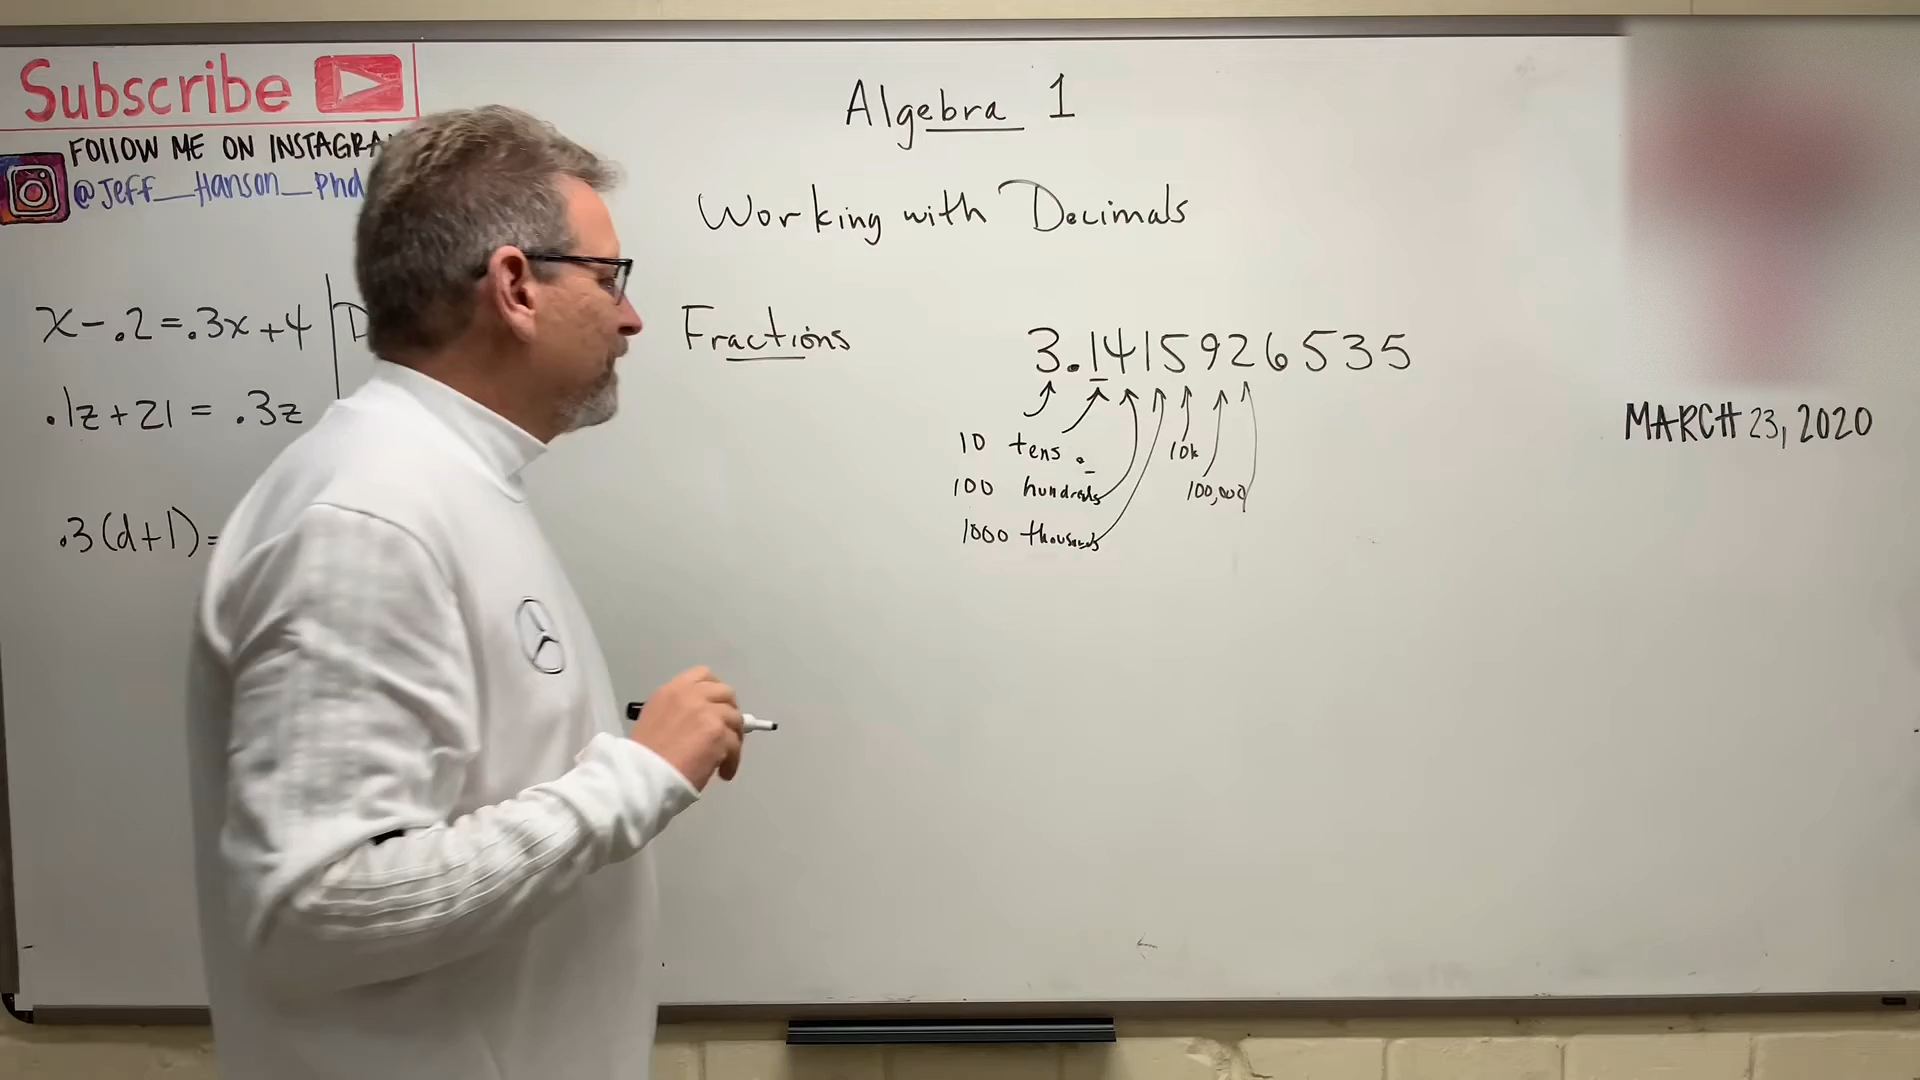 Subscribe
FOllOW ME ON INSTAGRA
@Jeff_Hanson_Phd
Algebra 1
Working with Decimals
x - .2 = .3x + 4
Fractions
3.1415926535
.1z + 21 = .3z
MARCH 23, 2020
10 tens
10k
100 hundreds
100,000
1000 thousands
.3(d+1)=